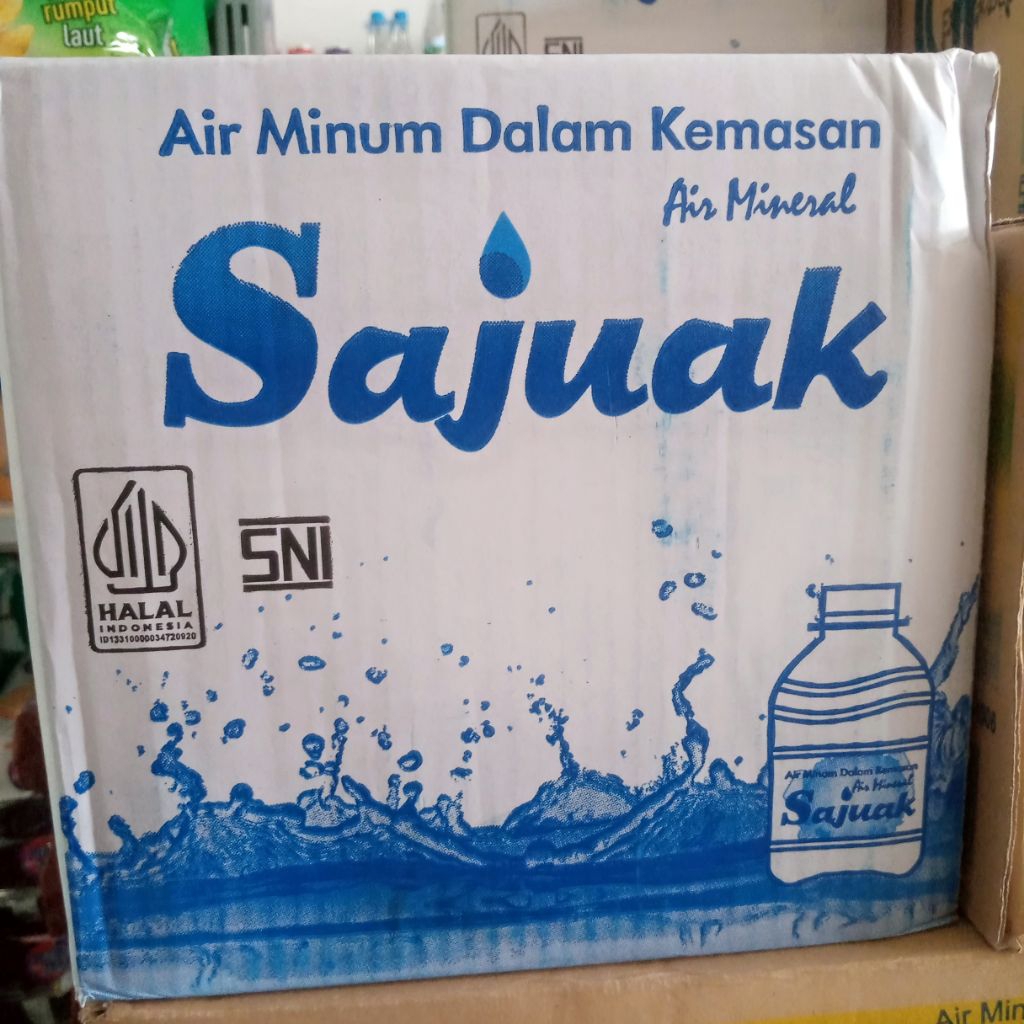 rumput
laut
SNI
Air Minum Dalam Kemasan
Air Mineral
Sajuak
HALAL
INDONESIA
ID13310000034720920
SNI
Air Minum Dalam Kemasan
Air Mineral
Sajuak
Air Min